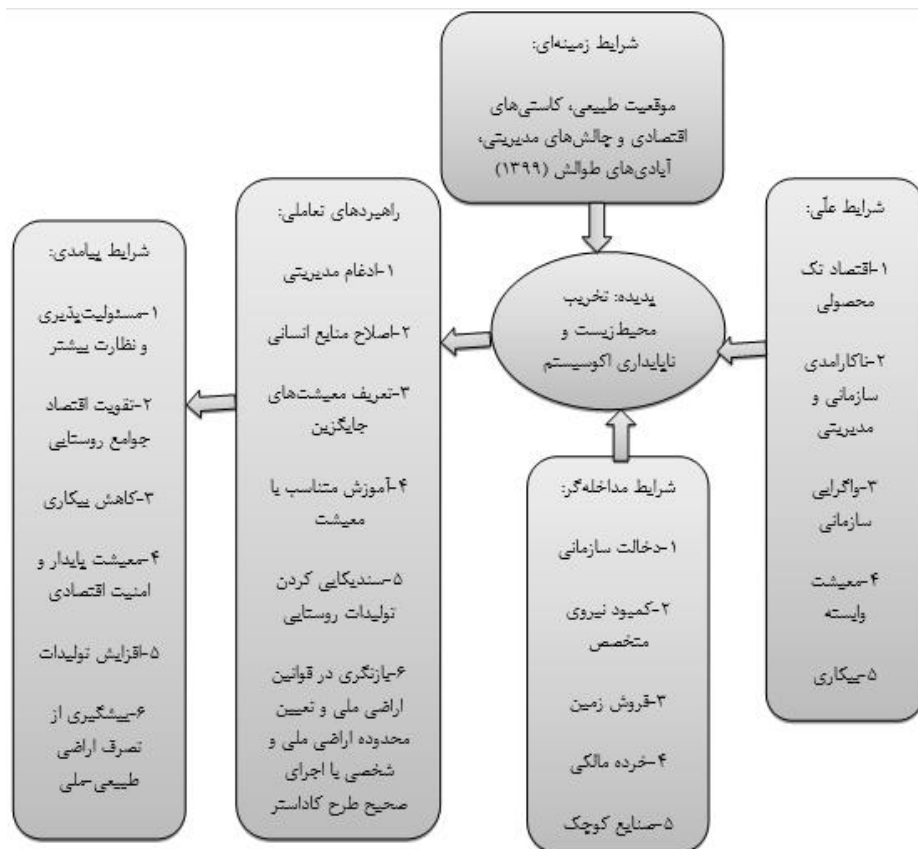 شرایط زمینه‌ای:
موقعیت طبیعی، کاستی‌های
اقتصادی و چالش‌های مدیریتی،
آبادی‌های طوالش (۱۳۹۹)
شرایط علّی:
۱-اقتصاد تک
محصولی
۲-ناکارامدی
سازمانی و
مدیریتی
۳-واگرایی
سازمانی
۴-معیشت
وابسته
۵-بیکاری
پدیده: تخریب
محیط‌زیست و
ناپایداری اکوسیستم
شرایط مداخله‌گر:
۱-دخالت سازمانی
۲-کمبود نیروی
متخصص
۳-فروش زمین
۴-خرده مالکی
۵-صنایع کوچک
راهبردهای تعاملی:
۱-ادغام مدیریتی
۲-اصلاح منابع انسانی
۳-تعریف معیشت‌های
جایگزین
۴-آموزش متناسب با
معیشت
۵-سندیکایی کردن
تولیدات روستایی
۶-بازنگری در قوانین
اراضی ملی و تعیین
محدوده اراضی ملی و
شخصی با اجرای
صحیح طرح کاداستر
شرایط پیامدی:
۱-مسئولیت‌پذیری
و نظارت بیشتر
۲-تقویت اقتصاد
جوامع روستایی
۳-کاهش بیکاری
۴-معیشت پایدار و
امنیت اقتصادی
۵-افزایش تولیدات
۶-پیشگیری از
تصرف اراضی
طبیعی-ملی